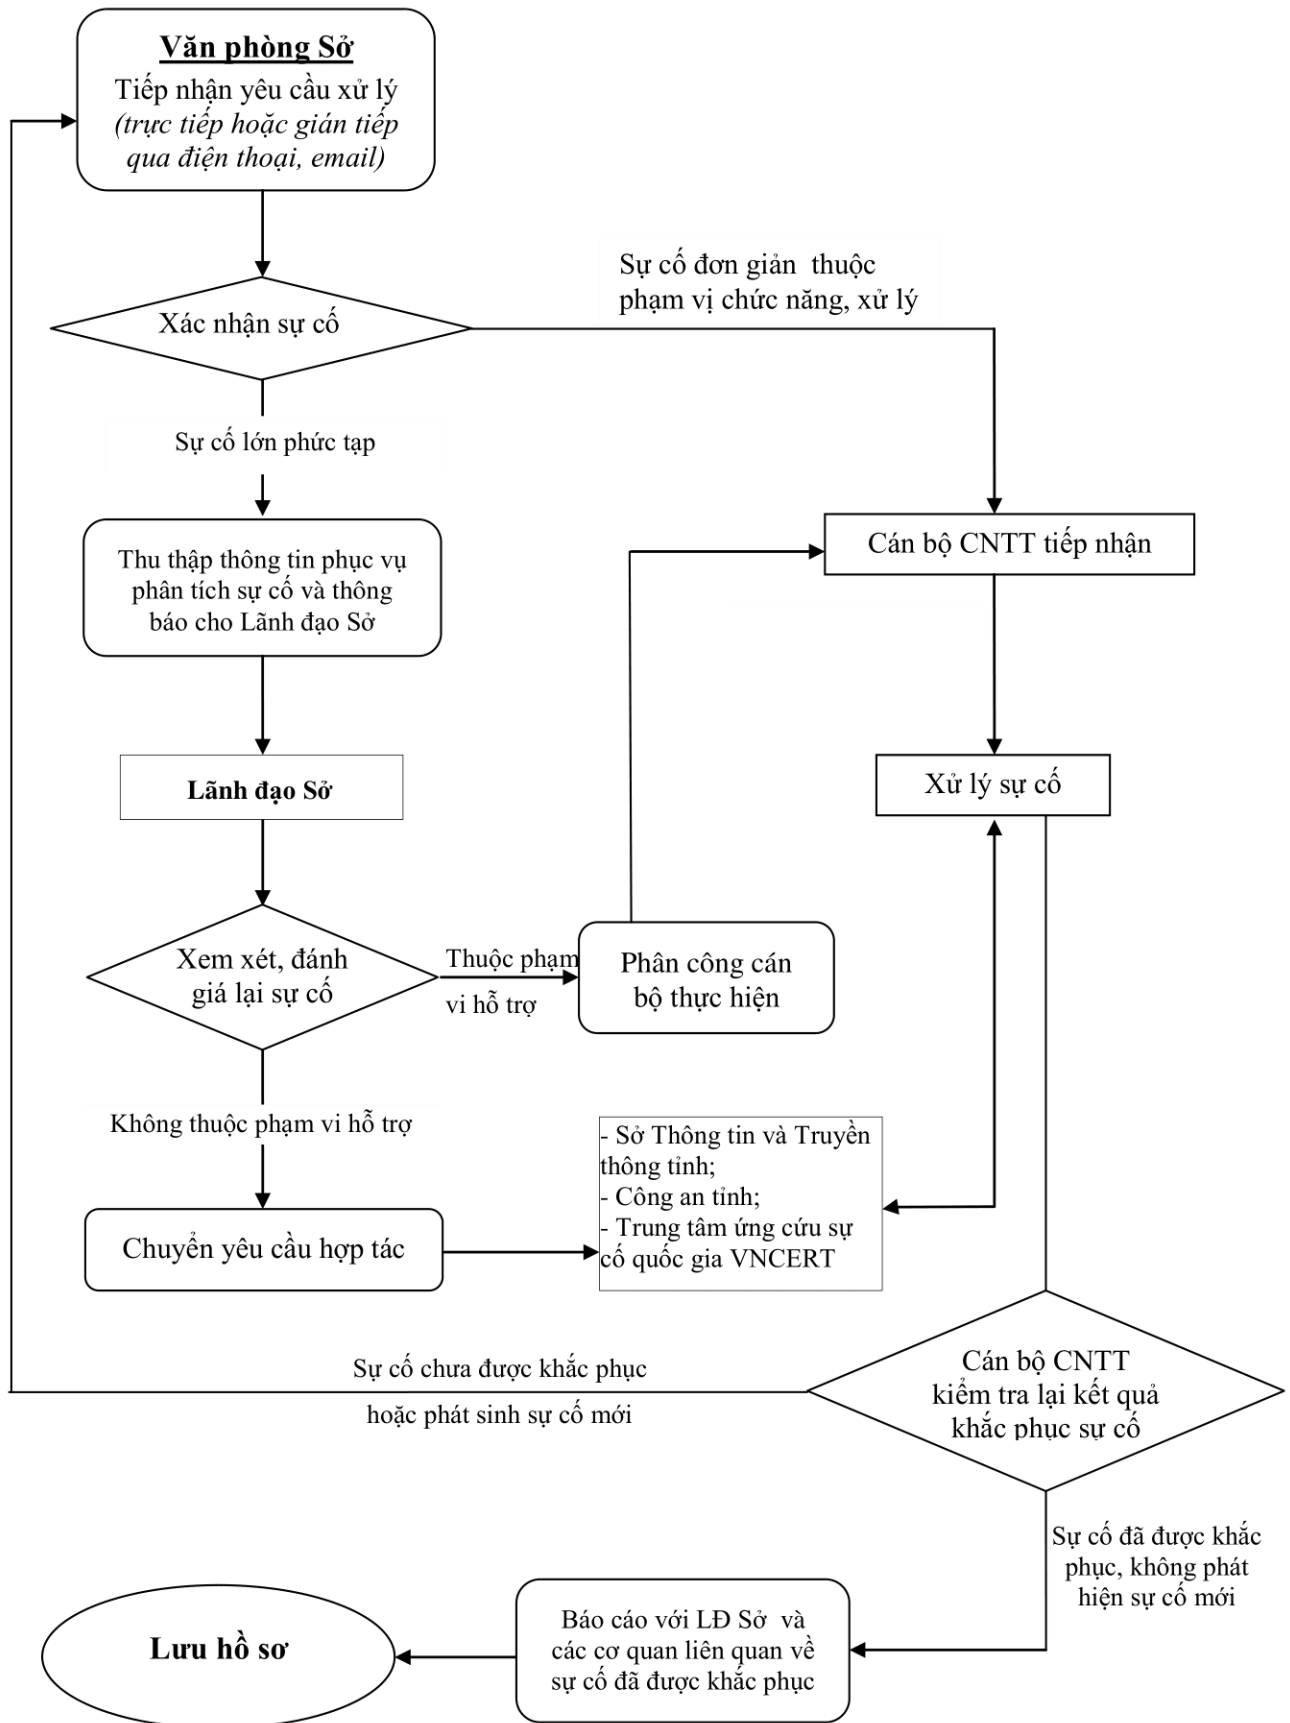 Văn phòng Sở
Tiếp nhận yêu cầu xử lý
(trực tiếp hoặc gián tiếp
qua điện thoại, email)
Sự cố đơn giản thuộc
phạm vị chức năng, xử lý
Xác nhận sự cố
Sự cố lớn phức tạp
Thu thập thông tin phục vụ
phân tích sự cố và thông
báo cho Lãnh đạo Sở
Cán bộ CNTT tiếp nhận
Lãnh đạo Sở
Xử lý sự cố
Xem xét, đánh
giá lại sự cố
Thuộc phạm
vi hỗ trợ
Phân công cán
bộ thực hiện
Không thuộc phạm vi hỗ trợ
- Sở Thông tin và Truyền
thông tỉnh;
- Công an tỉnh;
- Trung tâm ứng cứu sự
cố quốc gia VNCERT
Chuyển yêu cầu hợp tác
Sự cố chưa được khắc phục
hoặc phát sinh sự cố mới
Cán bộ CNTT
kiểm tra lại kết quả
khắc phục sự cố
Sự cố đã được khắc
phục, không phát
hiện sự cố mới
Báo cáo với LĐ Sở và
các cơ quan liên quan về
sự cố đã được khắc phục
Lưu hồ sơ